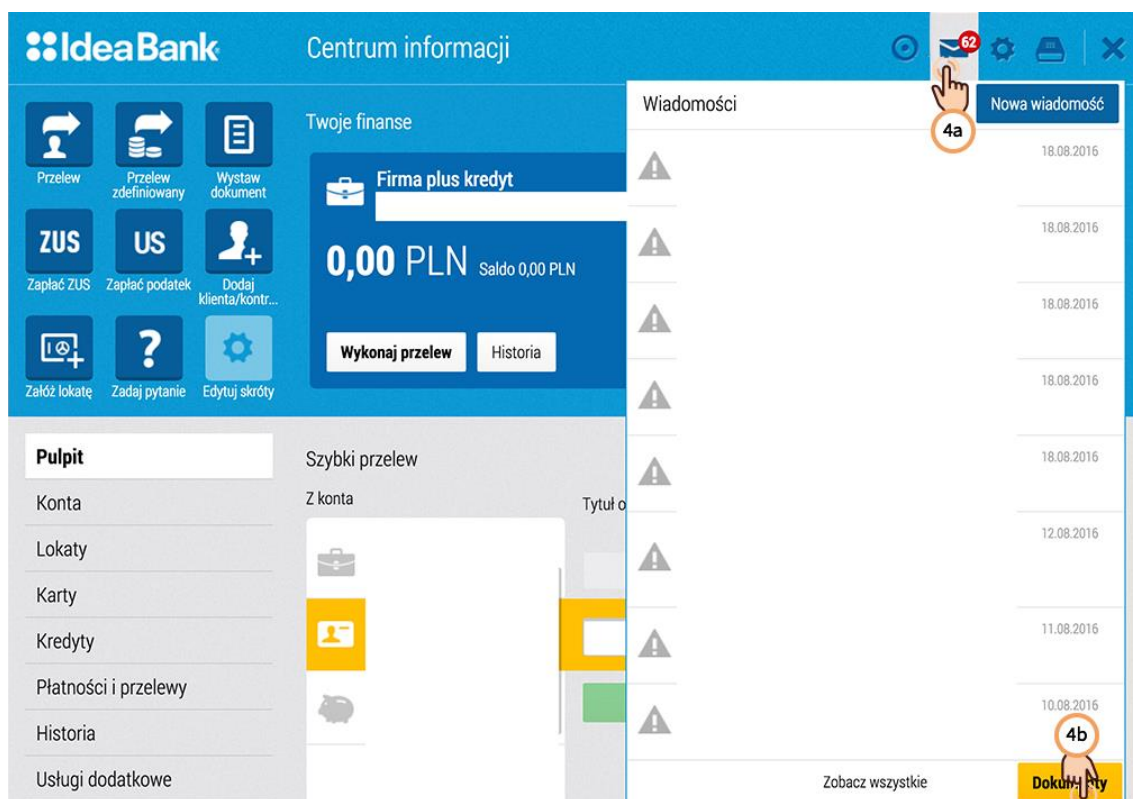 IdeaBank
Centrum informacji
62
Wiadomości
Nowa wiadomość
4a
Przelew
Przelew
zdefiniowany
Wystaw
dokument
ZUS
Zapłać ZUS
US
Zapłać podatek
Dodaj
klienta/kontr...
Załóż lokatę
?
Zadaj pytanie
Edytuj skróty
Twoje finanse
Firma plus kredyt
0,00 PLN Saldo 0,00 PLN
Wykonaj przelew
Historia
18.08.2016
18.08.2016
18.08.2016
18.08.2016
18.08.2016
12.08.2016
11.08.2016
10.08.2016
4b
Zobacz wszystkie
Pulpit
Konta
Lokaty
Karty
Kredyty
Płatności i przelewy
Historia
Usługi dodatkowe
Szybki przelew
Z konta
Tytuł o